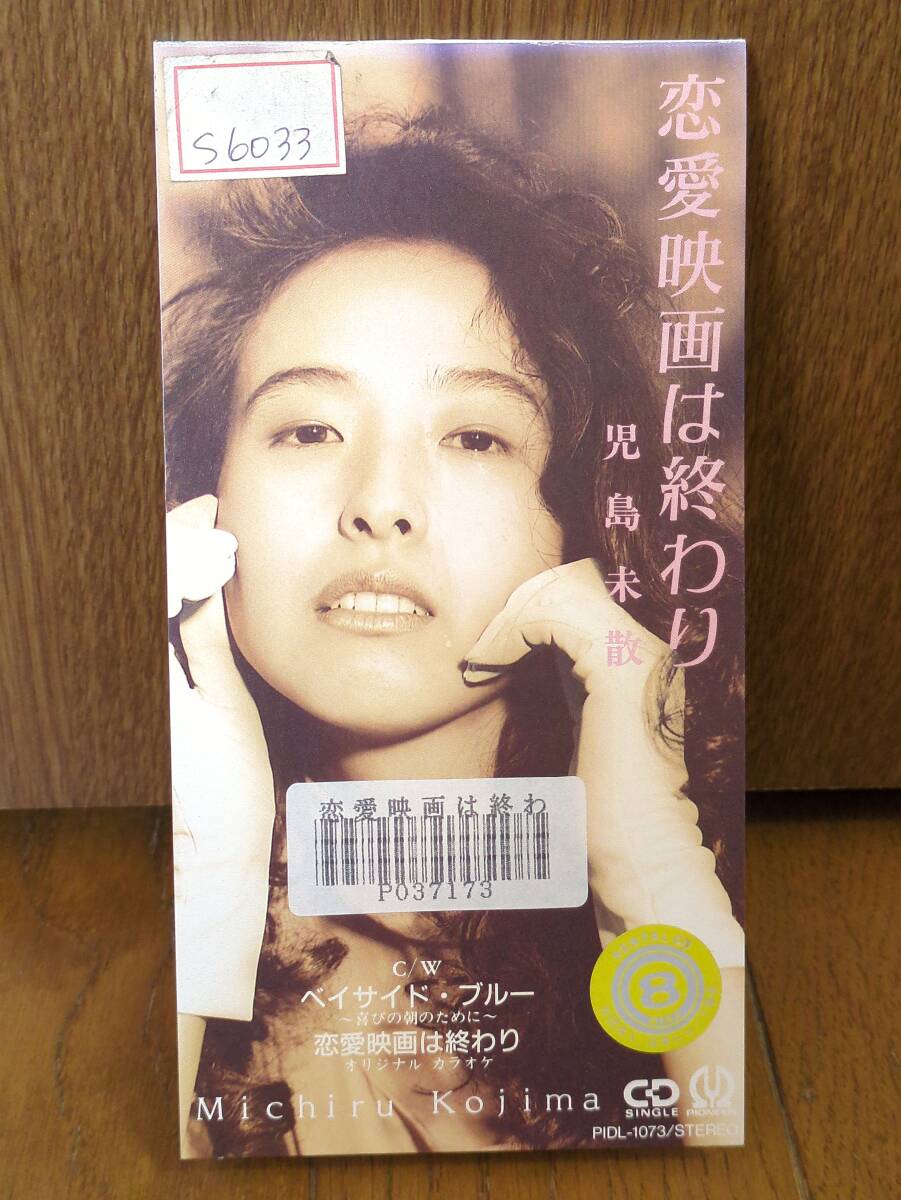 S6033
恋愛映画は終わり
児島未散
恋愛映画は終わ
P037173
C/W
ベイサイド・ブルー
～喜びの朝のために～
恋愛映画は終わり
オリジナル カラオケ
Michiru Kojima
CD
SINGLE
PIONEER
PIDL-1073/STEREO
8